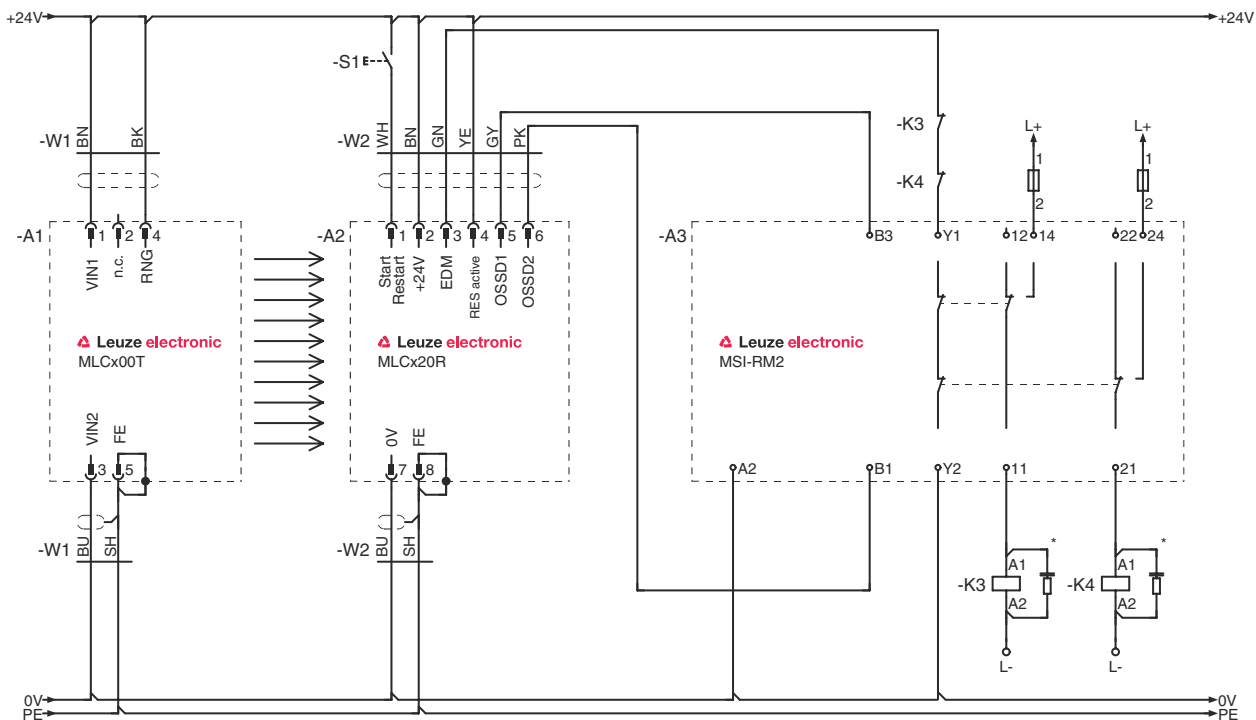 +24V +24V
-S1 E
-W1 BN BK
-W2 WH BN GN YE GY PK
-K3
-K4
L+ L+
1 1
2 2
-A1 1 2 4
VIN1 n.c. RNG
-A2 1 2 3 4 5 6
Start
Restart
+24V EDM RES active OSSD1 OSSD2
-A3 B3 Y1 12 14 22 24
Leuze electronic
MLCx00T
Leuze electronic
MLCx20R
Leuze electronic
MSI-RM2
VIN2 FE
3 5
0V FE
7 8
A2 B1 Y2 11 21
-W1 BU SH
-W2 BU SH
* *
-K3 A1 A2
-K4 A1 A2
L- L-
0V 0V
PE PE